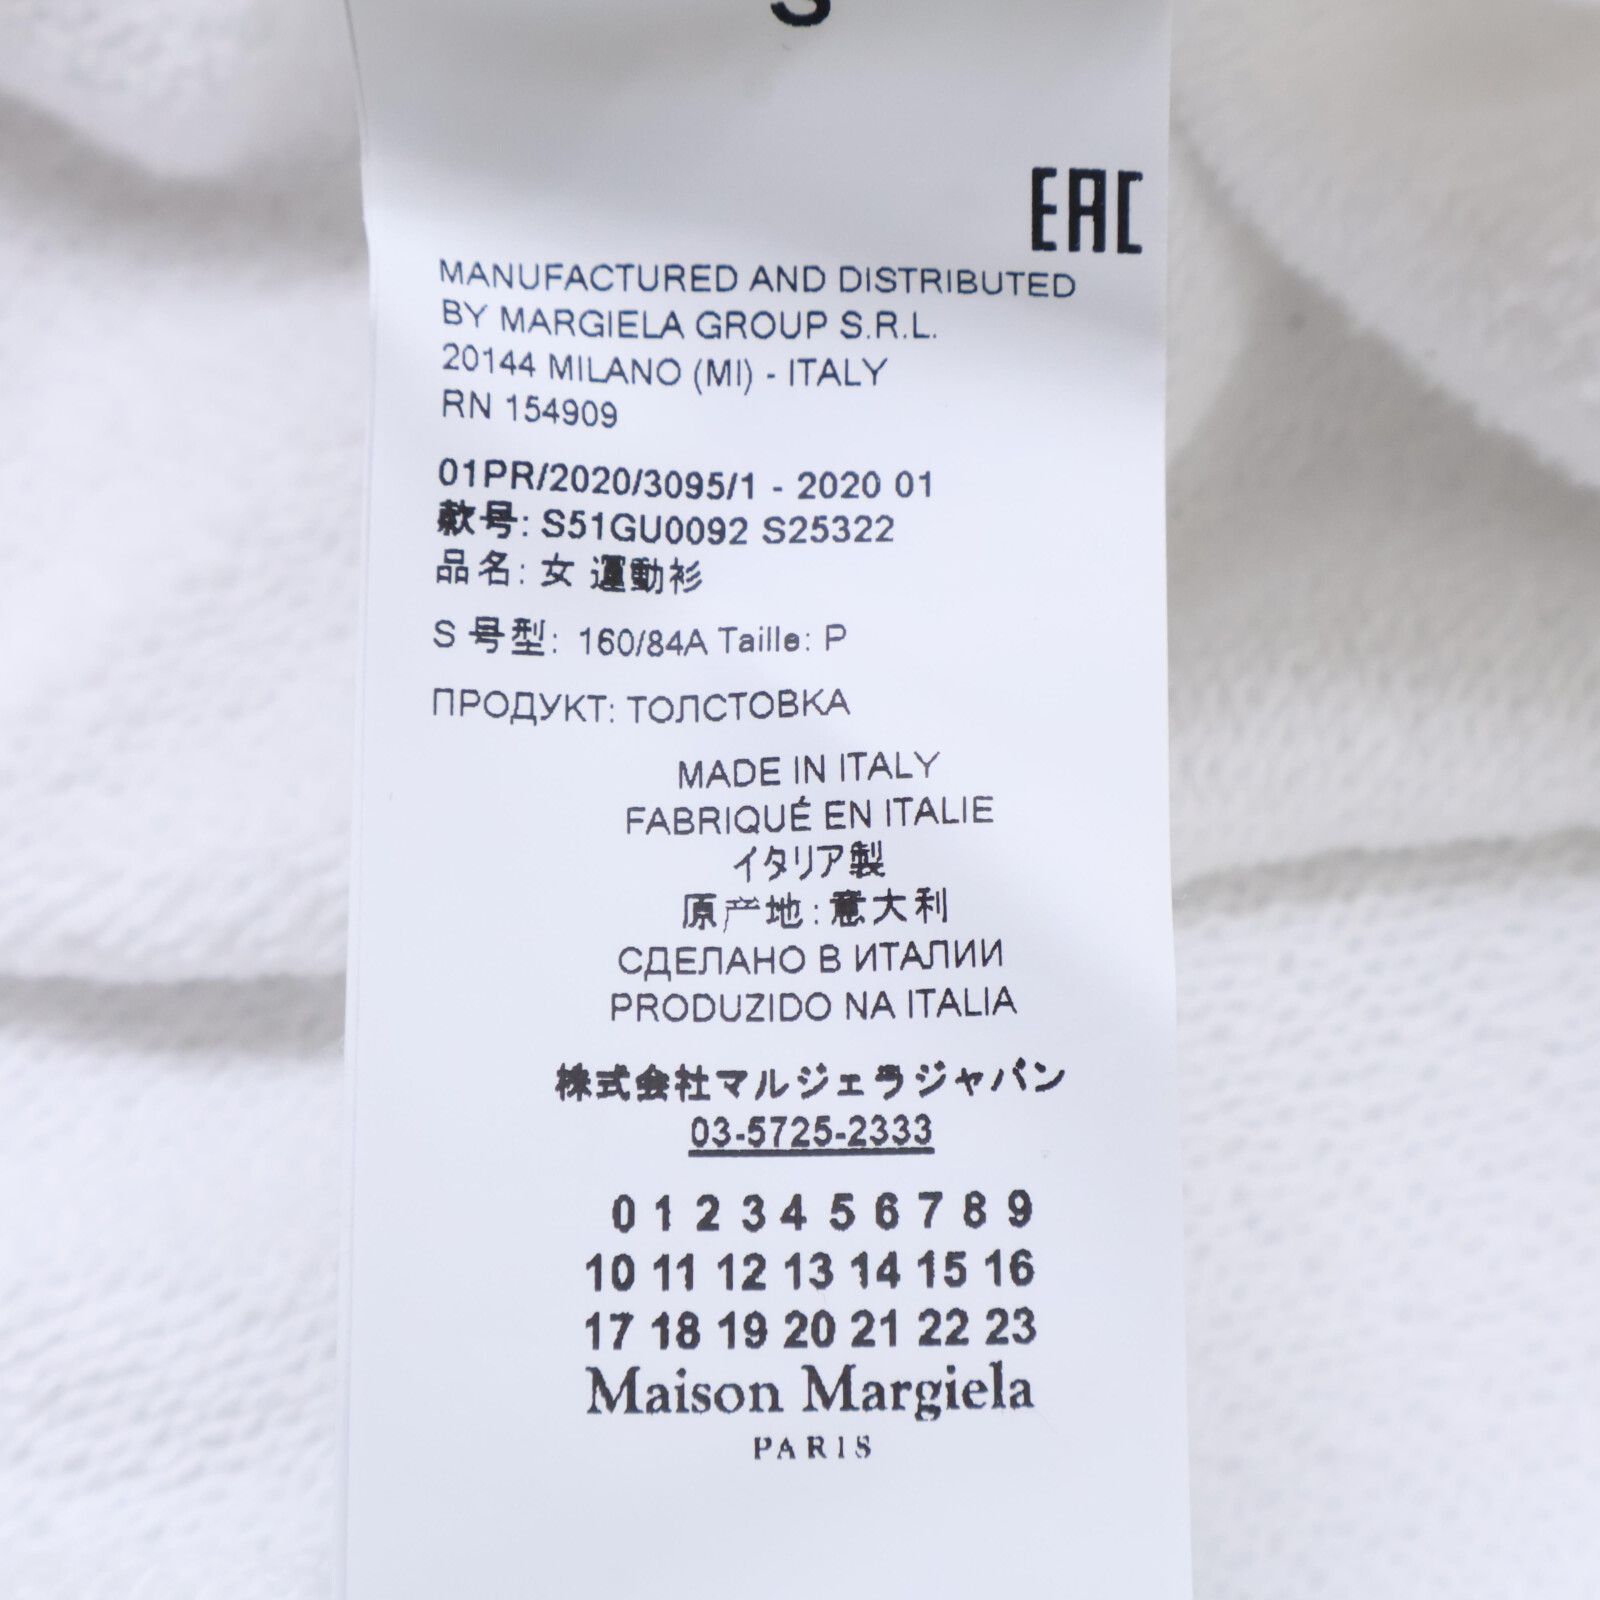 S
EAC
MANUFACTURED AND DISTRIBUTED
BY MARGIELA GROUP S.R.L.
20144 MILANO (MI) - ITALY
RN 154909
01PR/2020/3095/1 - 2020 01
款号: S51GU0092 S25322
品名: 女 運動衫
S 号型: 160/84A Taille: P
ПРОДУКТ: ТОЛСТОВКА
MADE IN ITALY
FABRIQUÉ EN ITALIE
イタリア製
原产地: 意大利
СДЕЛАНО В ИТАЛИИ
PRODUZIDO NA ITALIA
株式会社マルジェラジャパン
03-5725-2333
0 1 2 3 4 5 6 7 8 9
10 11 12 13 14 15 16
17 18 19 20 21 22 23
Maison Margiela
PARIS